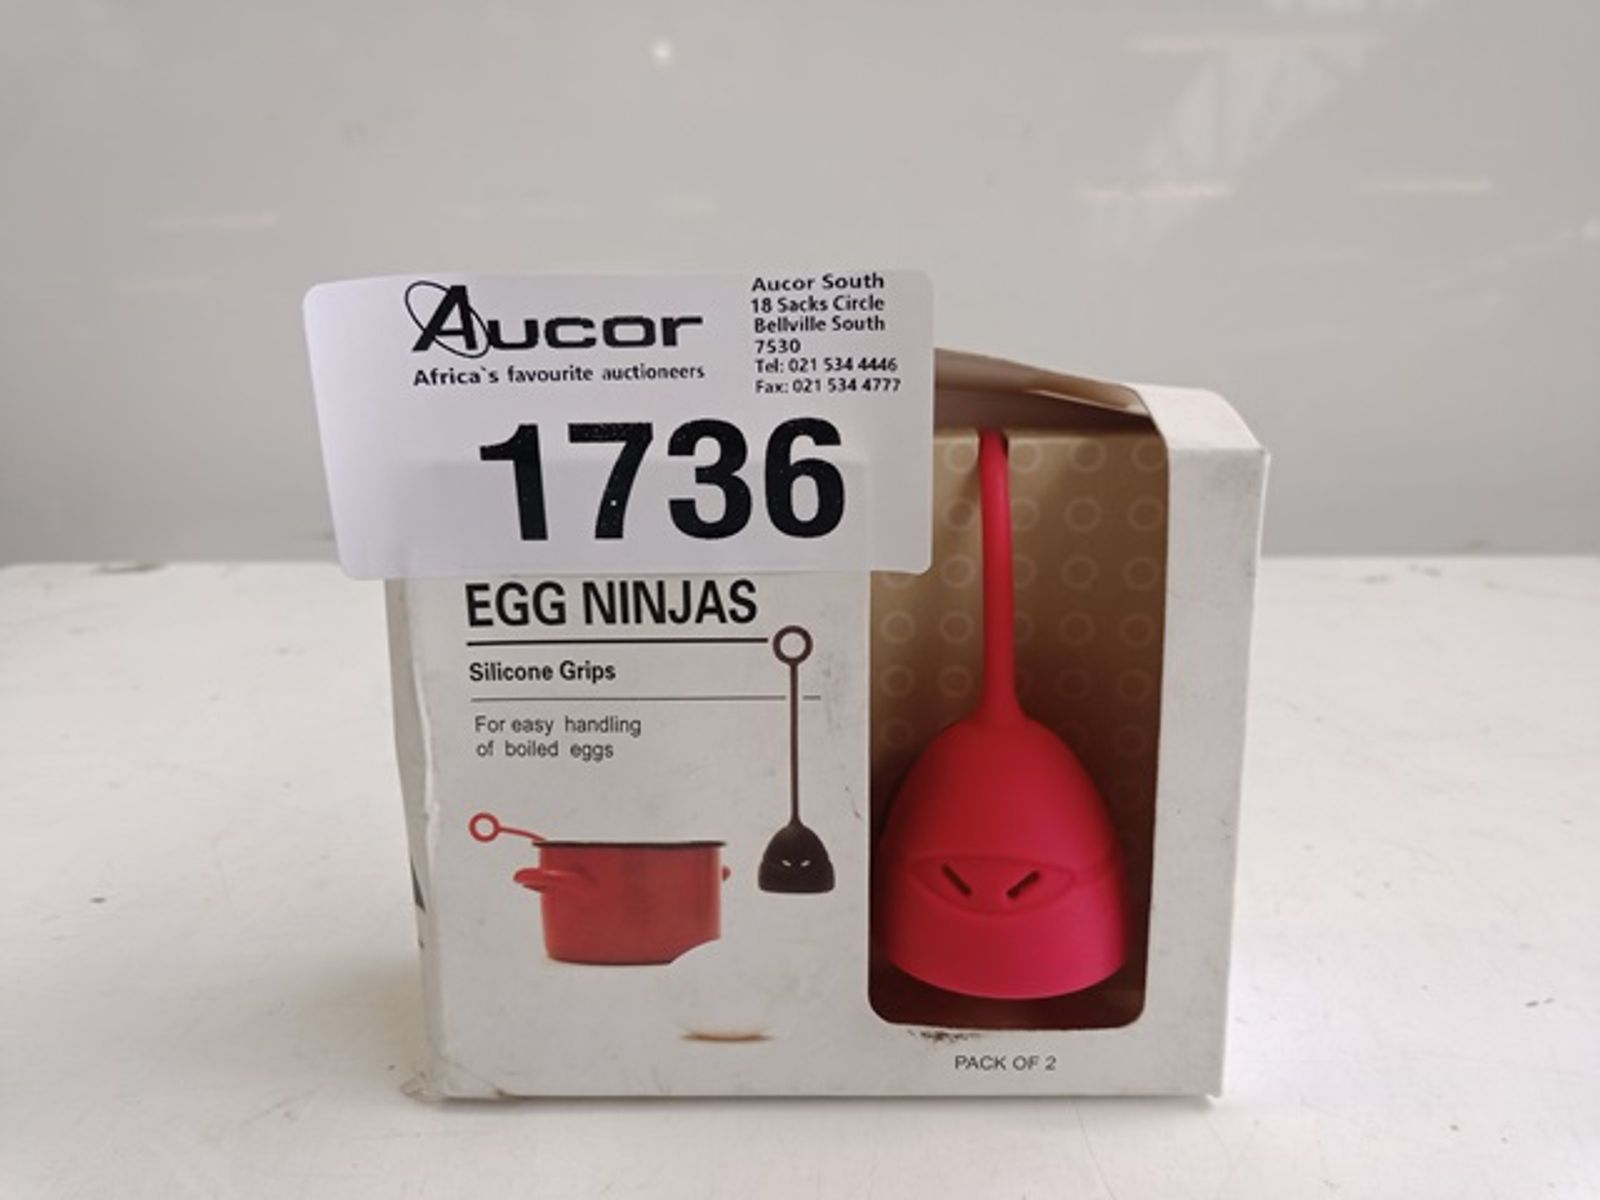 Aucor
Africa`s favourite auctioneers
Aucor South
18 Sacks Circle
Bellville South
7530
Tel: 021 534 4446
Fax: 021 534 4777
1736
EGG NINJAS
Silicone Grips
For easy handling
of boiled eggs
PACK OF 2